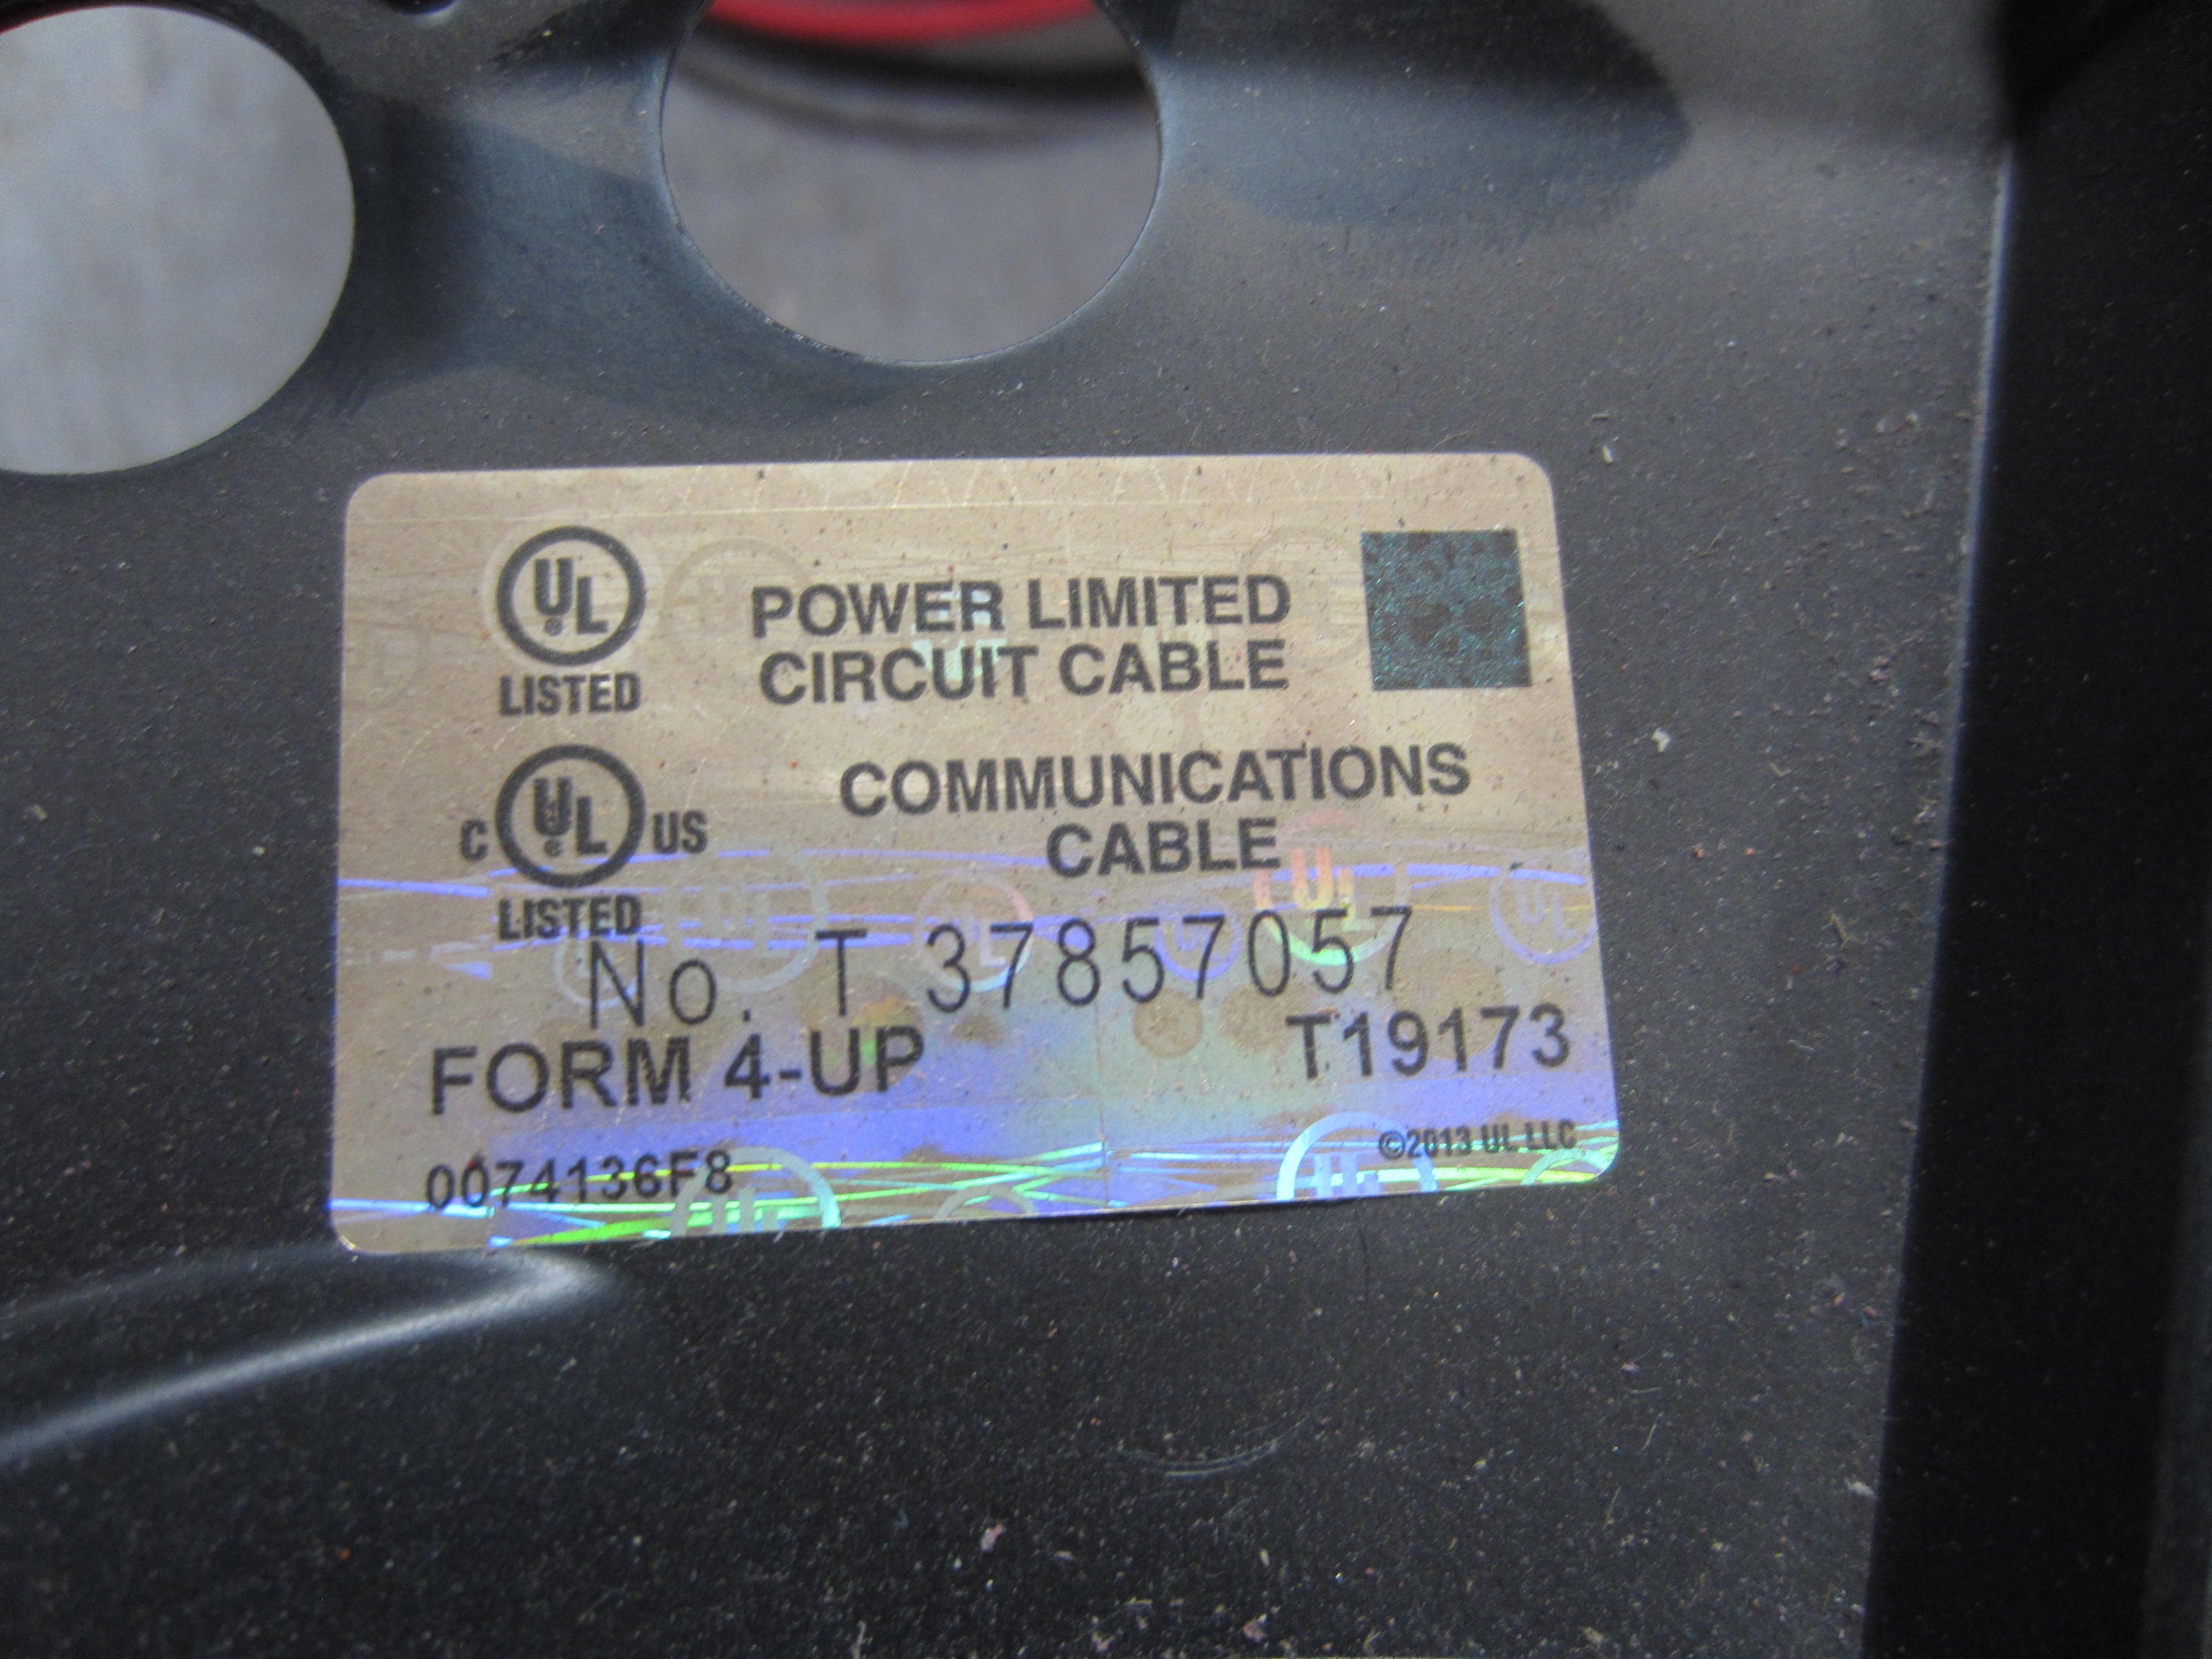 UL
LISTED
POWER LIMITED
CIRCUIT CABLE
C UL US
LISTED
COMMUNICATIONS
CABLE
No. T 37857057
FORM 4-UP
T19173
0074136F8
©2013 UL LLC